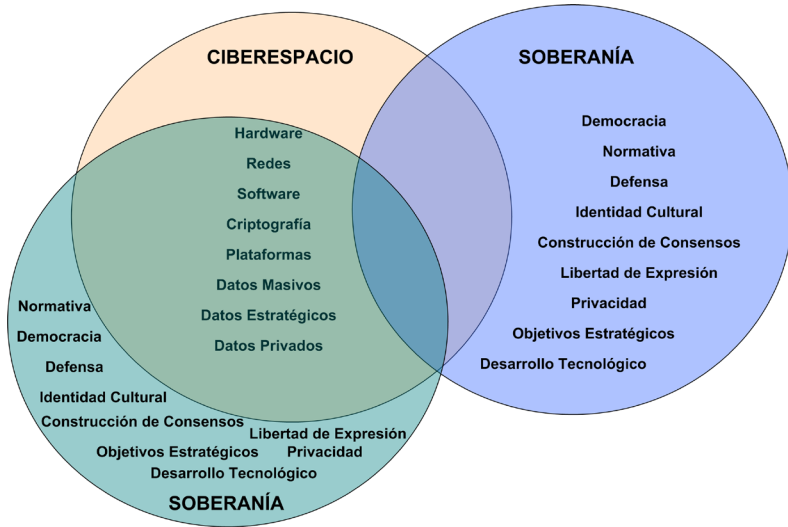 CIBERESPACIO
Hardware
Redes
Software
Criptografía
Plataformas
Datos Masivos
Datos Estratégicos
Datos Privados
SOBERANÍA
Democracia
Normativa
Defensa
Identidad Cultural
Construcción de Consensos
Libertad de Expresión
Privacidad
Objetivos Estratégicos
Desarrollo Tecnológico
Normativa
Democracia
Defensa
Identidad Cultural
Construcción de Consensos
Libertad de Expresión
Objetivos Estratégicos
Privacidad
Desarrollo Tecnológico
SOBERANÍA